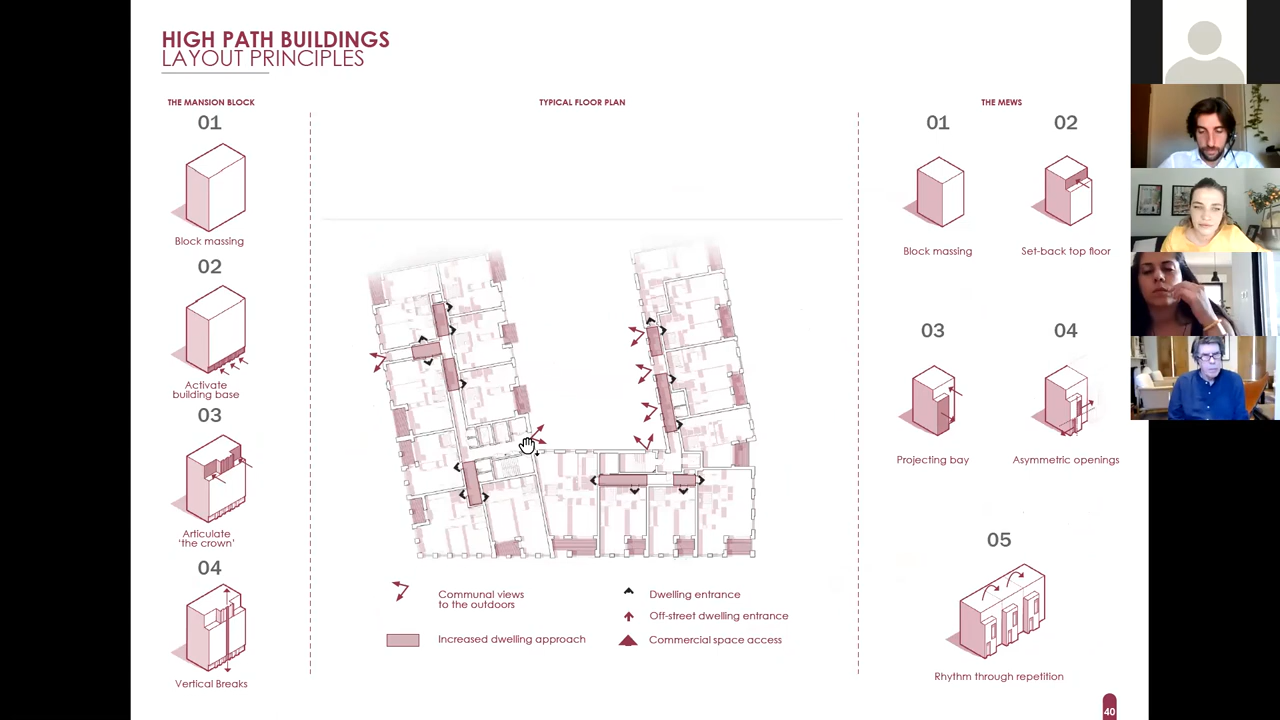 HIGH PATH BUILDINGS
LAYOUT PRINCIPLES
THE MANSION BLOCK
01
Block massing
02
Activate
building base
03
Articulate
'the crown'
04
Vertical Breaks
TYPICAL FLOOR PLAN
Communal views
to the outdoors
Increased dwelling approach
Dwelling entrance
Off-street dwelling entrance
Commercial space access
THE MEWS
01
Block massing
02
Set-back top floor
03
Projecting bay
04
Asymmetric openings
05
Rhythm through repetition
40